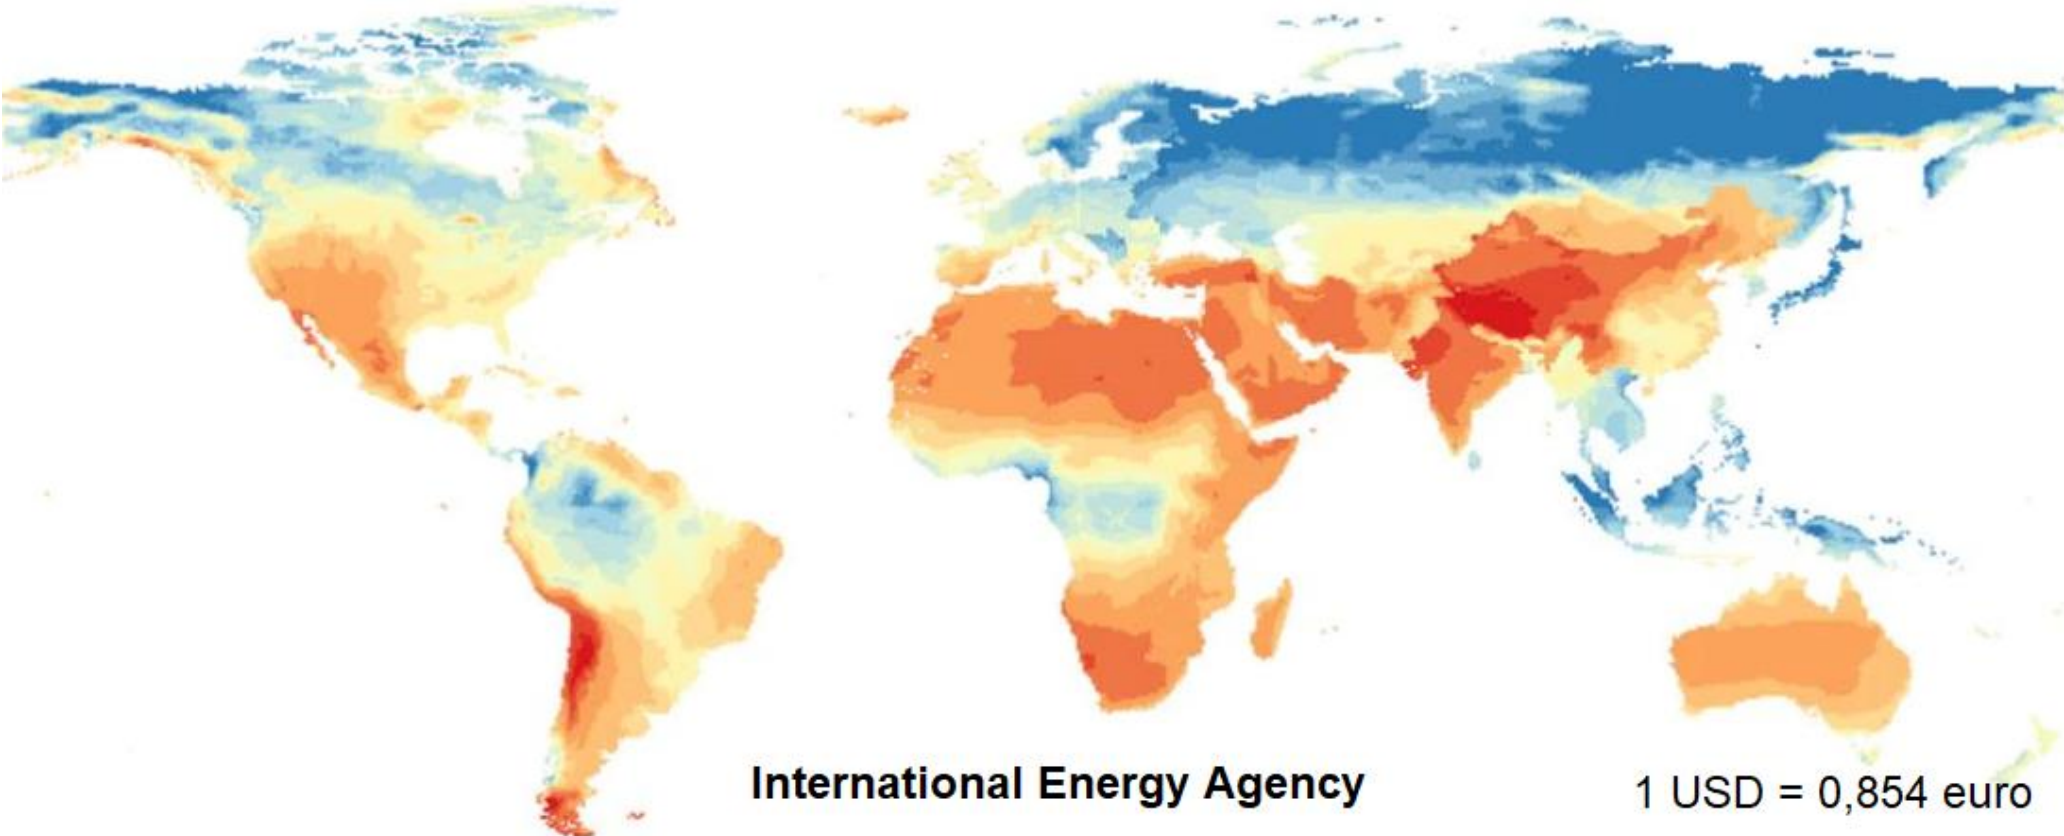 International Energy Agency
1 USD = 0,854 euro